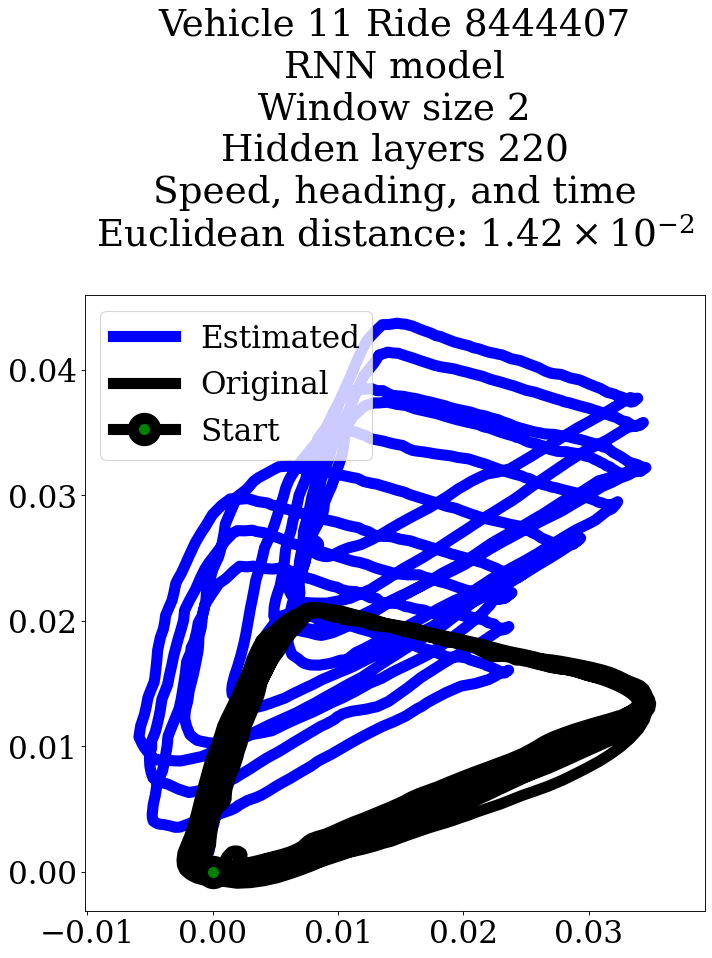 Vehicle 11 Ride 8444407
RNN model
Window size 2
Hidden layers 220
Speed, heading, and time
Euclidean distance: 1.42 × 10⁻²
Estimated
Original
Start
0.04
0.03
0.02
0.01
0.00
−0.01 0.00 0.01 0.02 0.03